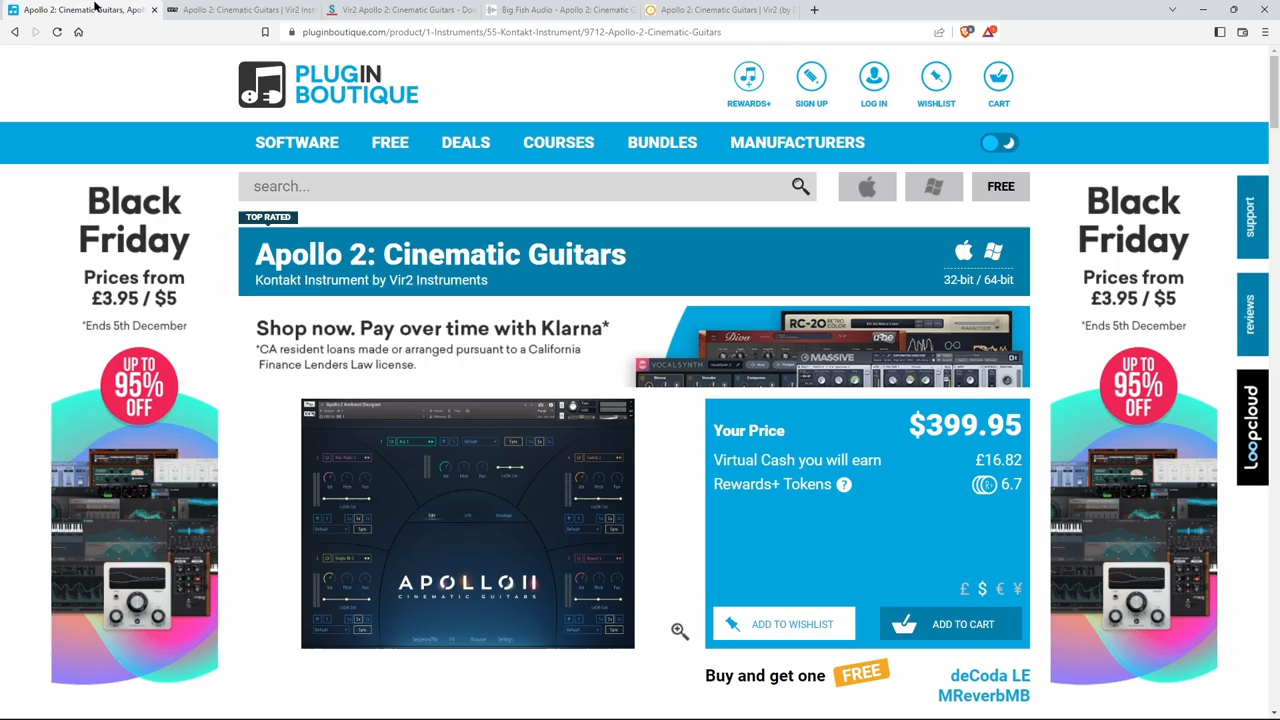 Apollo 2: Cinematic Guitars, Apol
Apollo 2: Cinematic Guitars | Vir2 Inst
Vir2 Apollo 2: Cinematic Guitars - Dow
Big Fish Audio - Apollo 2: Cinematic G
Apollo 2: Cinematic Guitars | Vir2 (by
pluginboutique.com/product/1-Instruments/55-Kontakt-Instrument/9712-Apollo-2-Cinematic-Guitars
PLUGIN
BOUTIQUE
REWARDS+
SIGN UP
LOG IN
WISHLIST
CART
SOFTWARE
FREE
DEALS
COURSES
BUNDLES
MANUFACTURERS
search...
FREE
TOP RATED
Apollo 2: Cinematic Guitars
Kontakt Instrument by Vir2 Instruments
32-bit / 64-bit
Black
Friday
Prices from
£3.95 / $5
*Ends 5th December
UP TO
95%
OFF
Shop now. Pay over time with Klarna*
*CA resident loans made or arranged pursuant to a California
Finance Lenders Law license.
RC-20 RETRO COLOR
Diva
u-he
VOCALSYNTH
MASSIVE
APOLLO II
CINEMATIC GUITARS
Your Price
$399.95
Virtual Cash you will earn
£16.82
Rewards+ Tokens ?
6.7
£ $ € ¥
ADD TO WISHLIST
ADD TO CART
Buy and get one FREE
deCoda LE
MReverbMB
Black
Friday
Prices from
£3.95 / $5
*Ends 5th December
UP TO
95%
OFF
support
reviews
Loopcloud